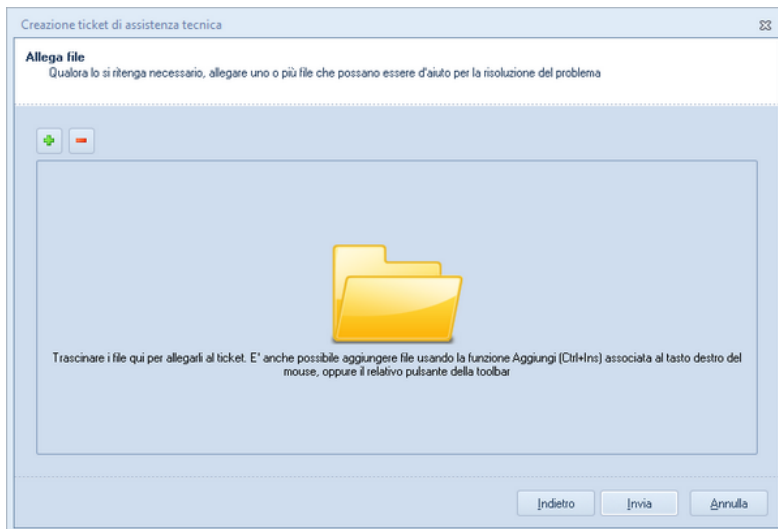 Creazione ticket di assistenza tecnica
Allega file
Qualora lo si ritenga necessario, allegare uno o più file che possano essere d'aiuto per la risoluzione del problema
Trascinare i file qui per allegarli al ticket. E' anche possibile aggiungere file usando la funzione Aggiungi (Ctrl+Ins) associata al tasto destro del
mouse, oppure il relativo pulsante della toolbar
Indietro
Invia
Annulla